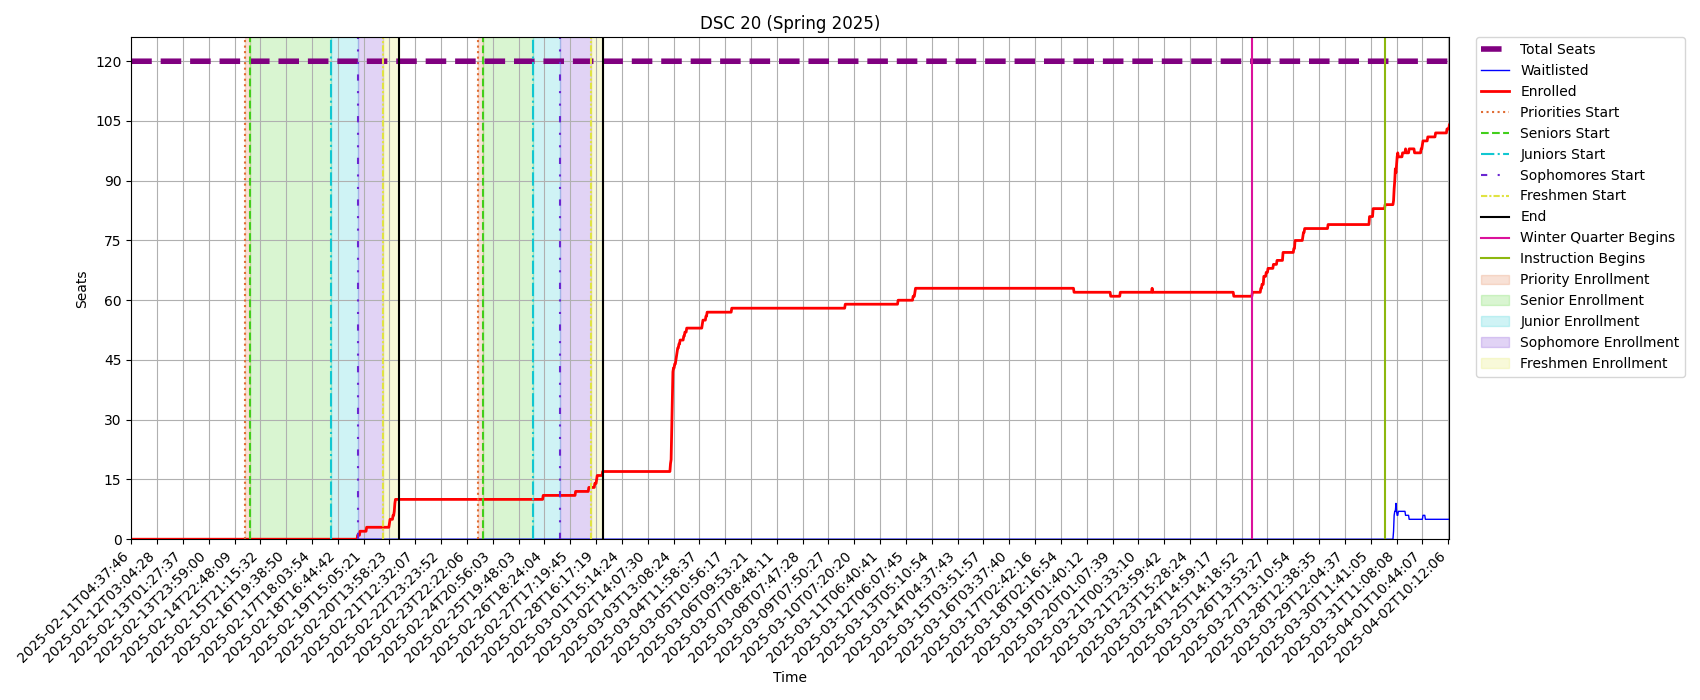 DSC 20 (Spring 2025)
Seats
120
105
90
75
60
45
30
15
0
2025-02-11T04:37:46
2025-02-12T03:04:28
2025-02-13T01:27:37
2025-02-13T23:59:00
2025-02-14T22:48:09
2025-02-15T21:15:32
2025-02-16T19:38:50
2025-02-17T18:03:54
2025-02-18T16:44:42
2025-02-19T15:05:21
2025-02-20T13:58:23
2025-02-21T12:32:07
2025-02-22T23:23:52
2025-02-23T22:22:06
2025-02-24T20:56:03
2025-02-25T19:48:03
2025-02-26T18:24:04
2025-02-27T17:19:45
2025-02-28T16:17:19
2025-03-01T15:14:24
2025-03-02T14:07:30
2025-03-03T13:08:24
2025-03-04T11:58:37
2025-03-05T10:56:17
2025-03-06T09:53:21
2025-03-07T08:48:11
2025-03-08T07:47:28
2025-03-09T07:50:27
2025-03-10T07:20:20
2025-03-11T06:40:41
2025-03-12T06:07:45
2025-03-13T05:10:54
2025-03-14T04:37:43
2025-03-15T03:51:57
2025-03-16T03:37:40
2025-03-17T02:42:16
2025-03-18T02:16:54
2025-03-19T01:40:12
2025-03-20T01:07:39
2025-03-21T00:33:10
2025-03-21T23:59:42
2025-03-23T15:28:24
2025-03-24T14:59:17
2025-03-25T14:18:52
2025-03-26T13:53:27
2025-03-27T13:10:54
2025-03-28T12:38:35
2025-03-29T12:04:37
2025-03-30T11:41:05
2025-03-31T11:08:08
2025-04-01T10:44:07
2025-04-02T10:12:06
Time
Total Seats
Waitlisted
Enrolled
Priorities Start
Seniors Start
Juniors Start
Sophomores Start
Freshmen Start
End
Winter Quarter Begins
Instruction Begins
Priority Enrollment
Senior Enrollment
Junior Enrollment
Sophomore Enrollment
Freshmen Enrollment